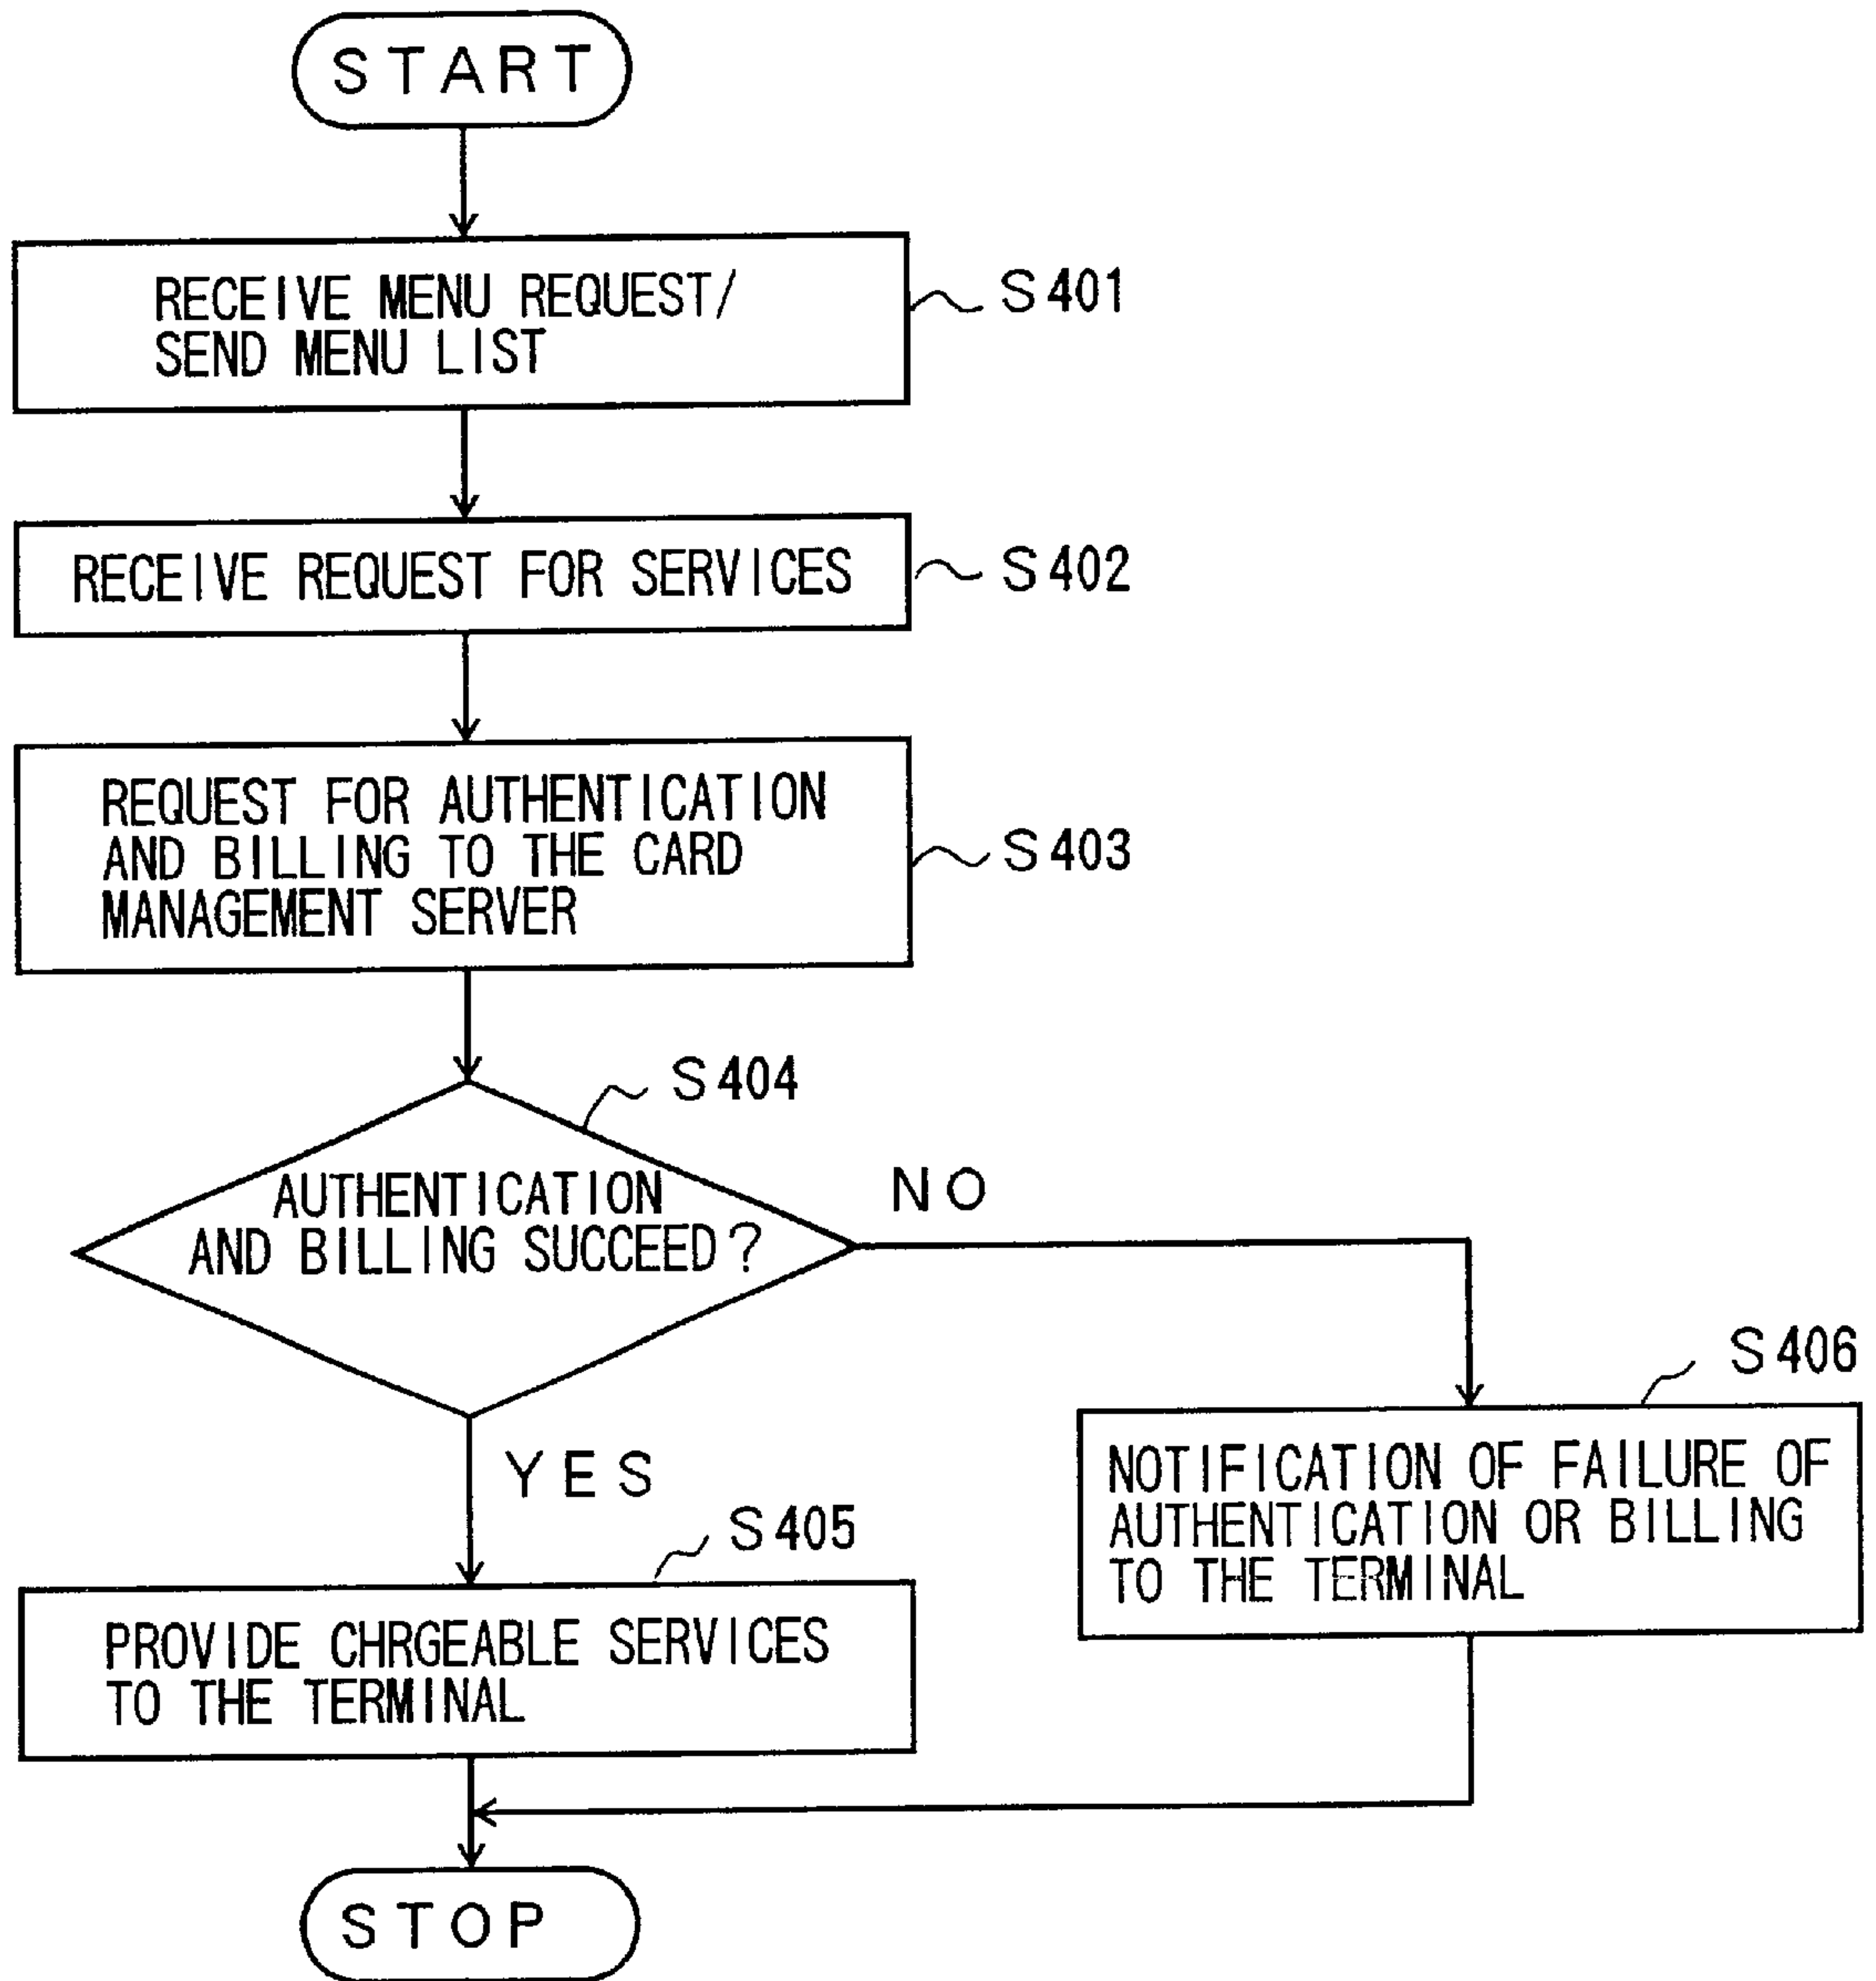 START
RECEIVE MENU REQUEST/
SEND MENU LIST
S401
RECEIVE REQUEST FOR SERVICES
S402
REQUEST FOR AUTHENTICATION
AND BILLING TO THE CARD
MANAGEMENT SERVER
S403
S404
AUTHENTICATION
AND BILLING SUCCEED?
NO
YES
S406
NOTIFICATION OF FAILURE OF
AUTHENTICATION OR BILLING
TO THE TERMINAL
S405
PROVIDE CHRGEABLE SERVICES
TO THE TERMINAL
STOP